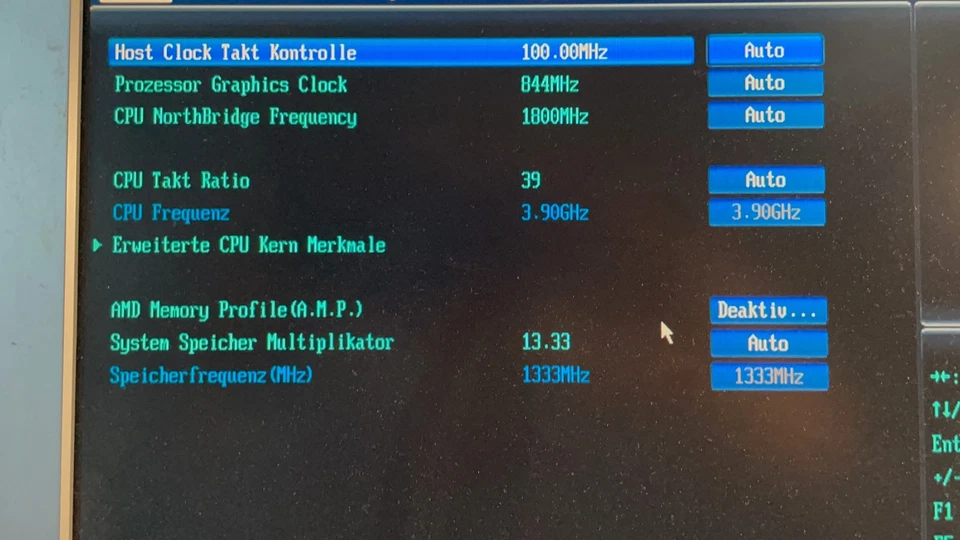 Host Clock Takt Kontrolle 100.00MHz Auto
Prozessor Graphics Clock 844MHz Auto
CPU NorthBridge Frequency 1800MHz Auto
CPU Takt Ratio 39 Auto
CPU Frequenz 3.90GHz 3.90GHz
Erweiterte CPU Kern Merkmale
AMD Memory Profile(A.M.P.) Deaktiv...
System Speicher Multiplikator 13.33 Auto
Speicherfrequenz(MHz) 1333MHz 1333MHz
→←:
↑↓/
Ent
+/-
F1